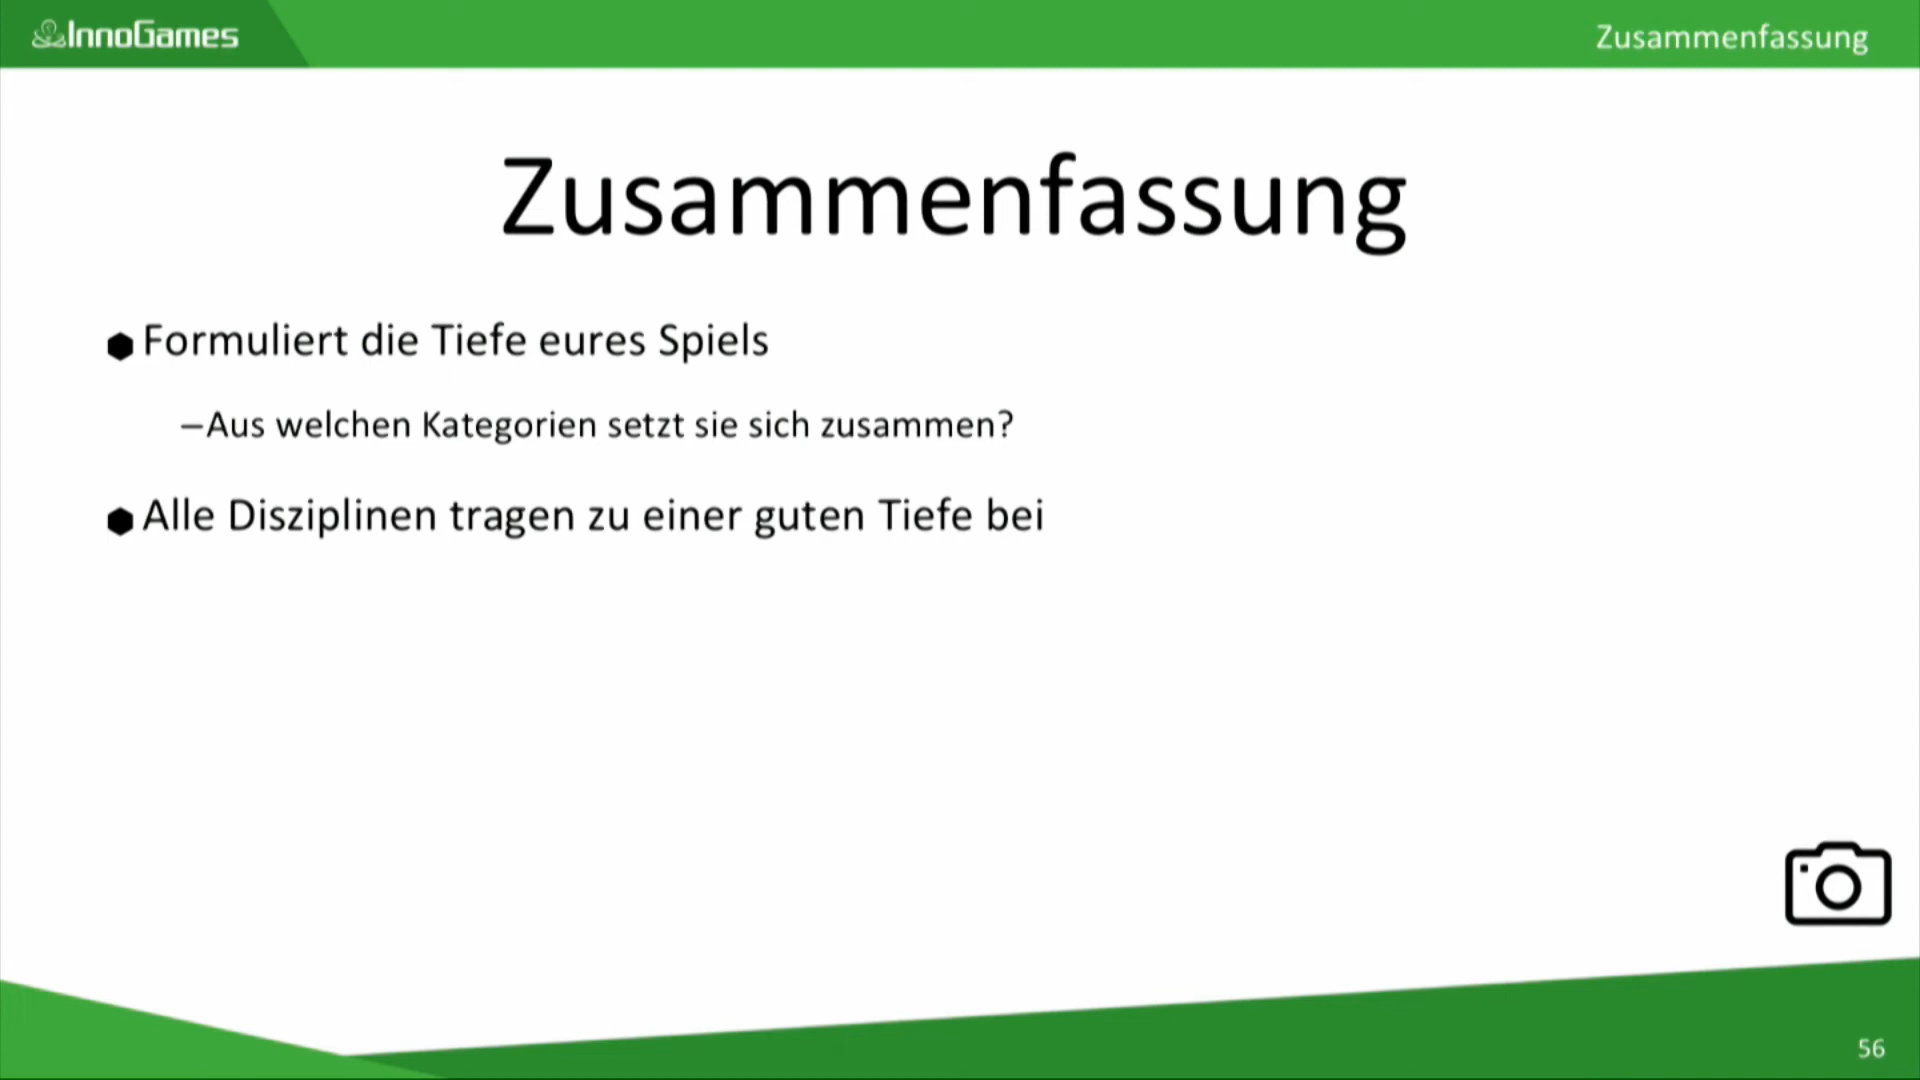 InnoGames
Zusammenfassung
Zusammenfassung
Formuliert die Tiefe eures Spiels
–Aus welchen Kategorien setzt sie sich zusammen?
Alle Disziplinen tragen zu einer guten Tiefe bei
56